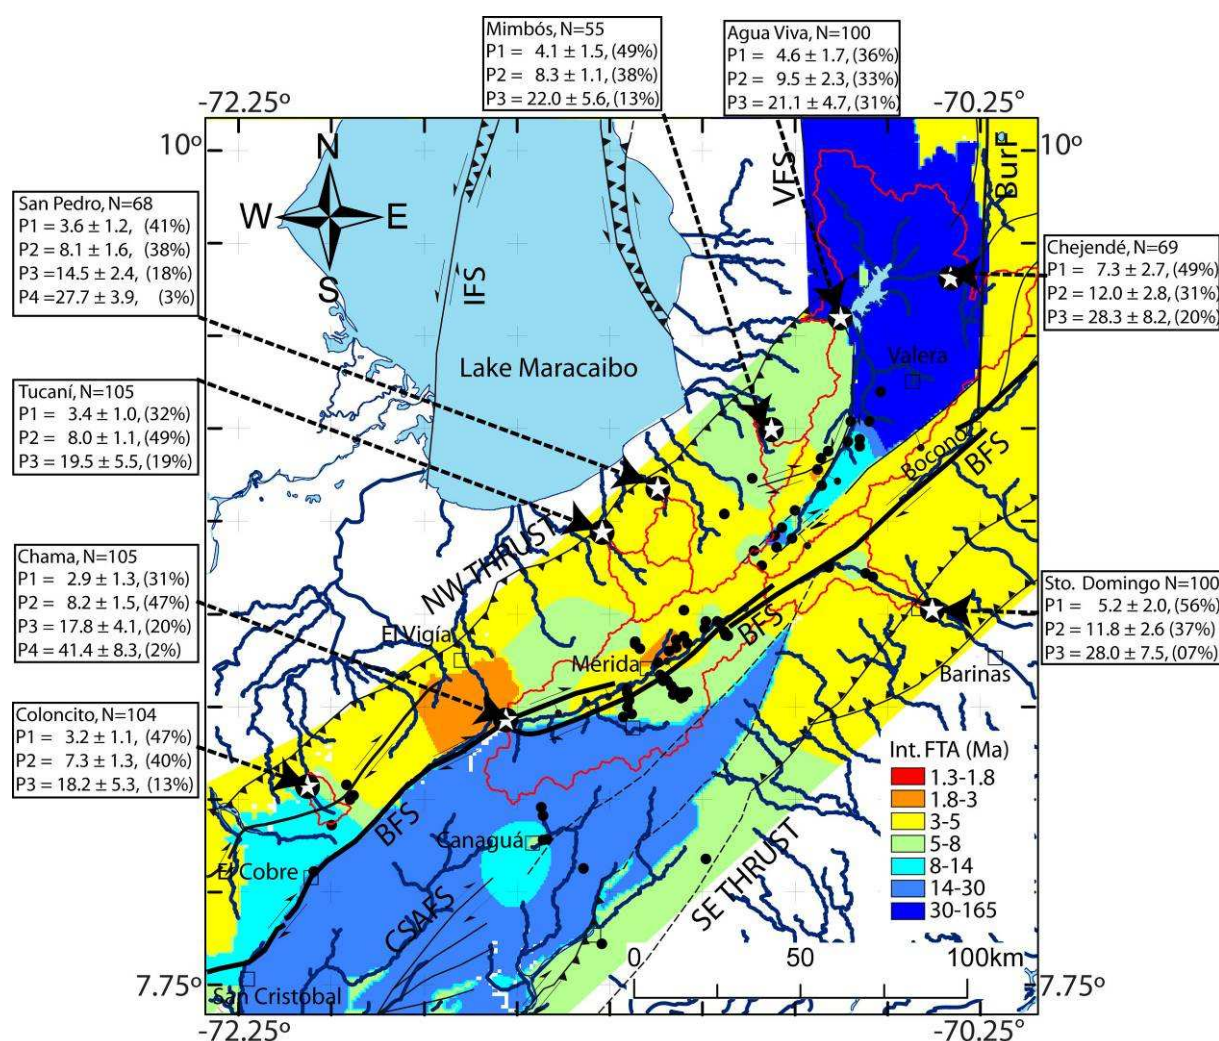 Mimbós, N=55
P1 = 4.1 ± 1.5, (49%)
P2 = 8.3 ± 1.1, (38%)
P3 = 22.0 ± 5.6, (13%)
Agua Viva, N=100
P1 = 4.6 ± 1.7, (36%)
P2 = 9.5 ± 2.3, (33%)
P3 = 21.1 ± 4.7, (31%)
-72.25º
-70.25º
10º
10º
N
W E
S
San Pedro, N=68
P1 = 3.6 ± 1.2, (41%)
P2 = 8.1 ± 1.6, (38%)
P3 = 14.5 ± 2.4, (18%)
P4 = 27.7 ± 3.9, (3%)
VFS
BurF
IFS
Chejendé, N=69
P1 = 7.3 ± 2.7, (49%)
P2 = 12.0 ± 2.8, (31%)
P3 = 28.3 ± 8.2, (20%)
Lake Maracaibo
Valera
Tucaní, N=105
P1 = 3.4 ± 1.0, (32%)
P2 = 8.0 ± 1.1, (49%)
P3 = 19.5 ± 5.5, (19%)
Bocono
BFS
NW THRUST
Chama, N=105
P1 = 2.9 ± 1.3, (31%)
P2 = 8.2 ± 1.5, (47%)
P3 = 17.8 ± 4.1, (20%)
P4 = 41.4 ± 8.3, (2%)
Sto. Domingo N=100
P1 = 5.2 ± 2.0, (56%)
P2 = 11.8 ± 2.6 (37%)
P3 = 28.0 ± 7.5, (07%)
El Vigía
BFS
Mérida
Barinas
Coloncito, N=104
P1 = 3.2 ± 1.1, (47%)
P2 = 7.3 ± 1.3, (40%)
P3 = 18.2 ± 5.3, (13%)
Int. FTA (Ma)
1.3-1.8
1.8-3
3-5
5-8
8-14
14-30
30-165
BFS
Canaguá
El Cobre
SE THRUST
CSAFS
0 50 100km
San Cristobal
7.75º
7.75º
-72.25º
-70.25º